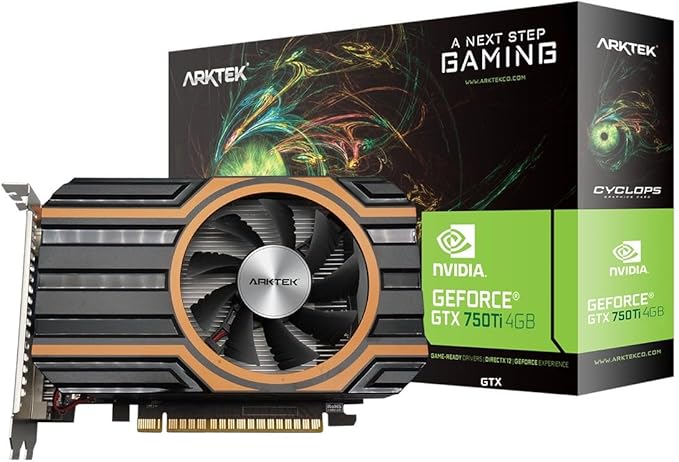 ARKTEK
A NEXT STEP
GAMING
WWW.ARKTEKCO.COM
NVIDIA.
GEFORCE®
GTX 750Ti 4GB
GAME-READY DRIVERS | DIRECTX 12 | GEFORCE EXPERIENCE
GTX
ARKTEK
CYCLOPS
GRAPHICS CARD
NVIDIA.
GEFORCE®
GTX 750Ti 4GB
WWW.ARKTEKCO.COM
ARKTEK
RoHS